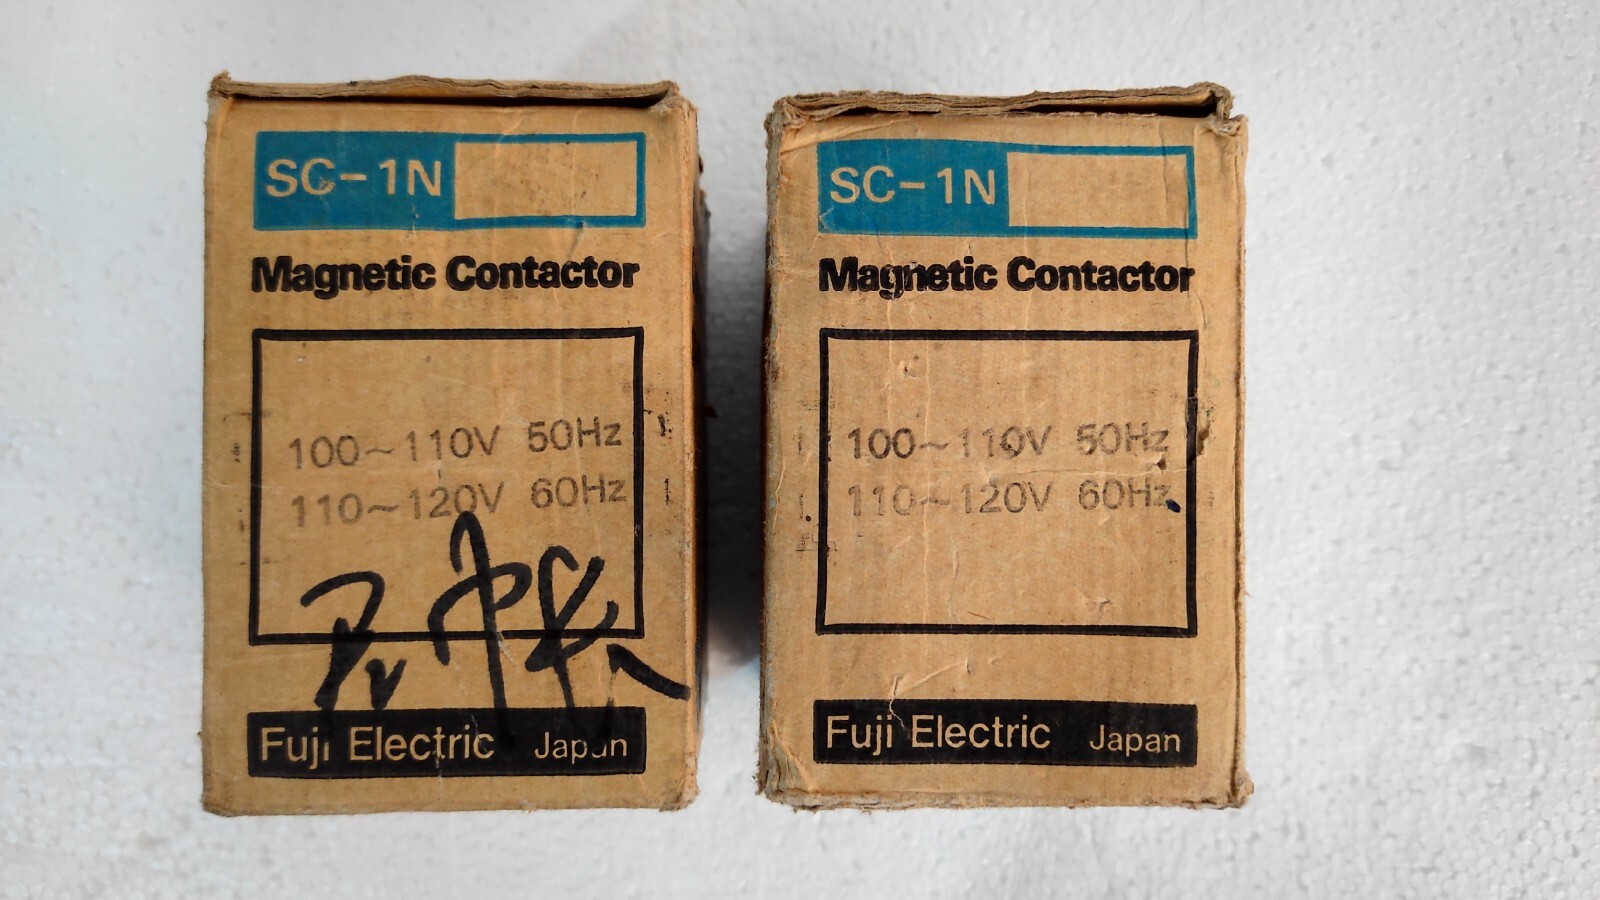 SC-1N
Magnetic Contactor
100~110V 50Hz
110~120V 60Hz
Fuji Electric Japan
SC-1N
Magnetic Contactor
100~110V 50Hz
110~120V 60Hz
Fuji Electric Japan